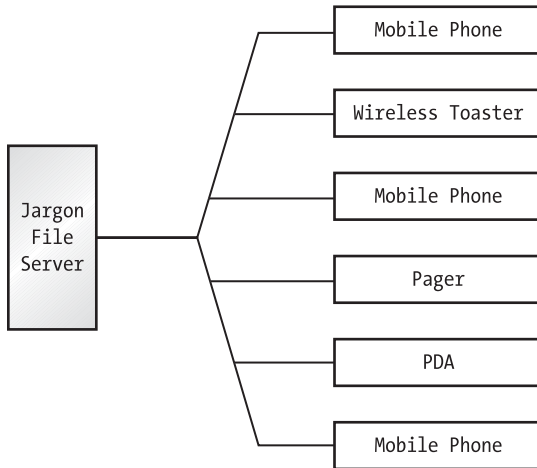 Jargon
File
Server
Mobile Phone
Wireless Toaster
Mobile Phone
Pager
PDA
Mobile Phone